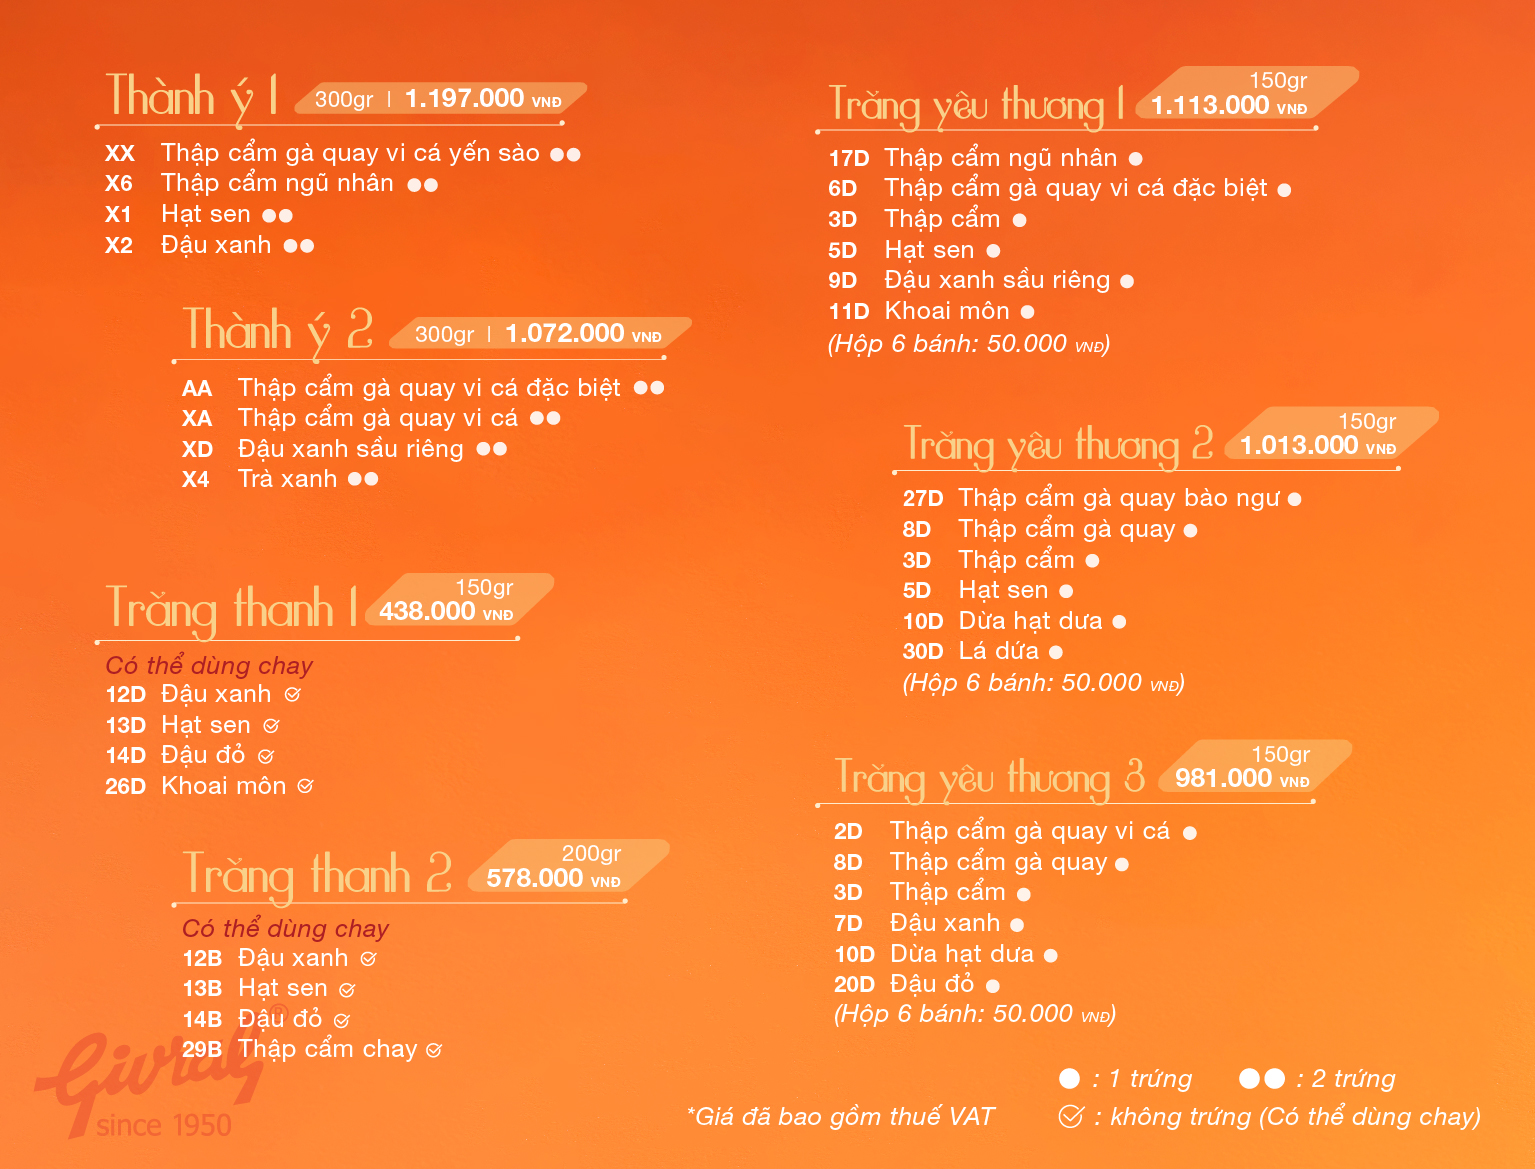 Thành ý 1 300gr | 1.197.000 VNĐ
XX Thập cẩm gà quay vi cá yến sào
X6 Thập cẩm ngũ nhân
X1 Hạt sen
X2 Đậu xanh
Thành ý 2 300gr | 1.072.000 VNĐ
AA Thập cẩm gà quay vi cá đặc biệt
XA Thập cẩm gà quay vi cá
XD Đậu xanh sầu riêng
X4 Trà xanh
Trăng thanh 1 150gr
438.000 VNĐ
Có thể dùng chay
12D Đậu xanh
13D Hạt sen
14D Đậu đỏ
26D Khoai môn
Trăng thanh 2 200gr
578.000 VNĐ
Có thể dùng chay
12B Đậu xanh
13B Hạt sen
14B Đậu đỏ
29B Thập cẩm chay
Givral®
since 1950
Trăng yêu thương 1 150gr
1.113.000 VNĐ
17D Thập cẩm ngũ nhân
6D Thập cẩm gà quay vi cá đặc biệt
3D Thập cẩm
5D Hạt sen
9D Đậu xanh sầu riêng
11D Khoai môn
(Hộp 6 bánh: 50.000 VNĐ)
Trăng yêu thương 2 150gr
1.013.000 VNĐ
27D Thập cẩm gà quay bào ngư
8D Thập cẩm gà quay
3D Thập cẩm
5D Hạt sen
10D Dừa hạt dưa
30D Lá dứa
(Hộp 6 bánh: 50.000 VNĐ)
Trăng yêu thương 3 150gr
981.000 VNĐ
2D Thập cẩm gà quay vi cá
8D Thập cẩm gà quay
3D Thập cẩm
7D Đậu xanh
10D Dừa hạt dưa
20D Đậu đỏ
(Hộp 6 bánh: 50.000 VNĐ)
: 1 trứng : 2 trứng
*Giá đã bao gồm thuế VAT : không trứng (Có thể dùng chay)